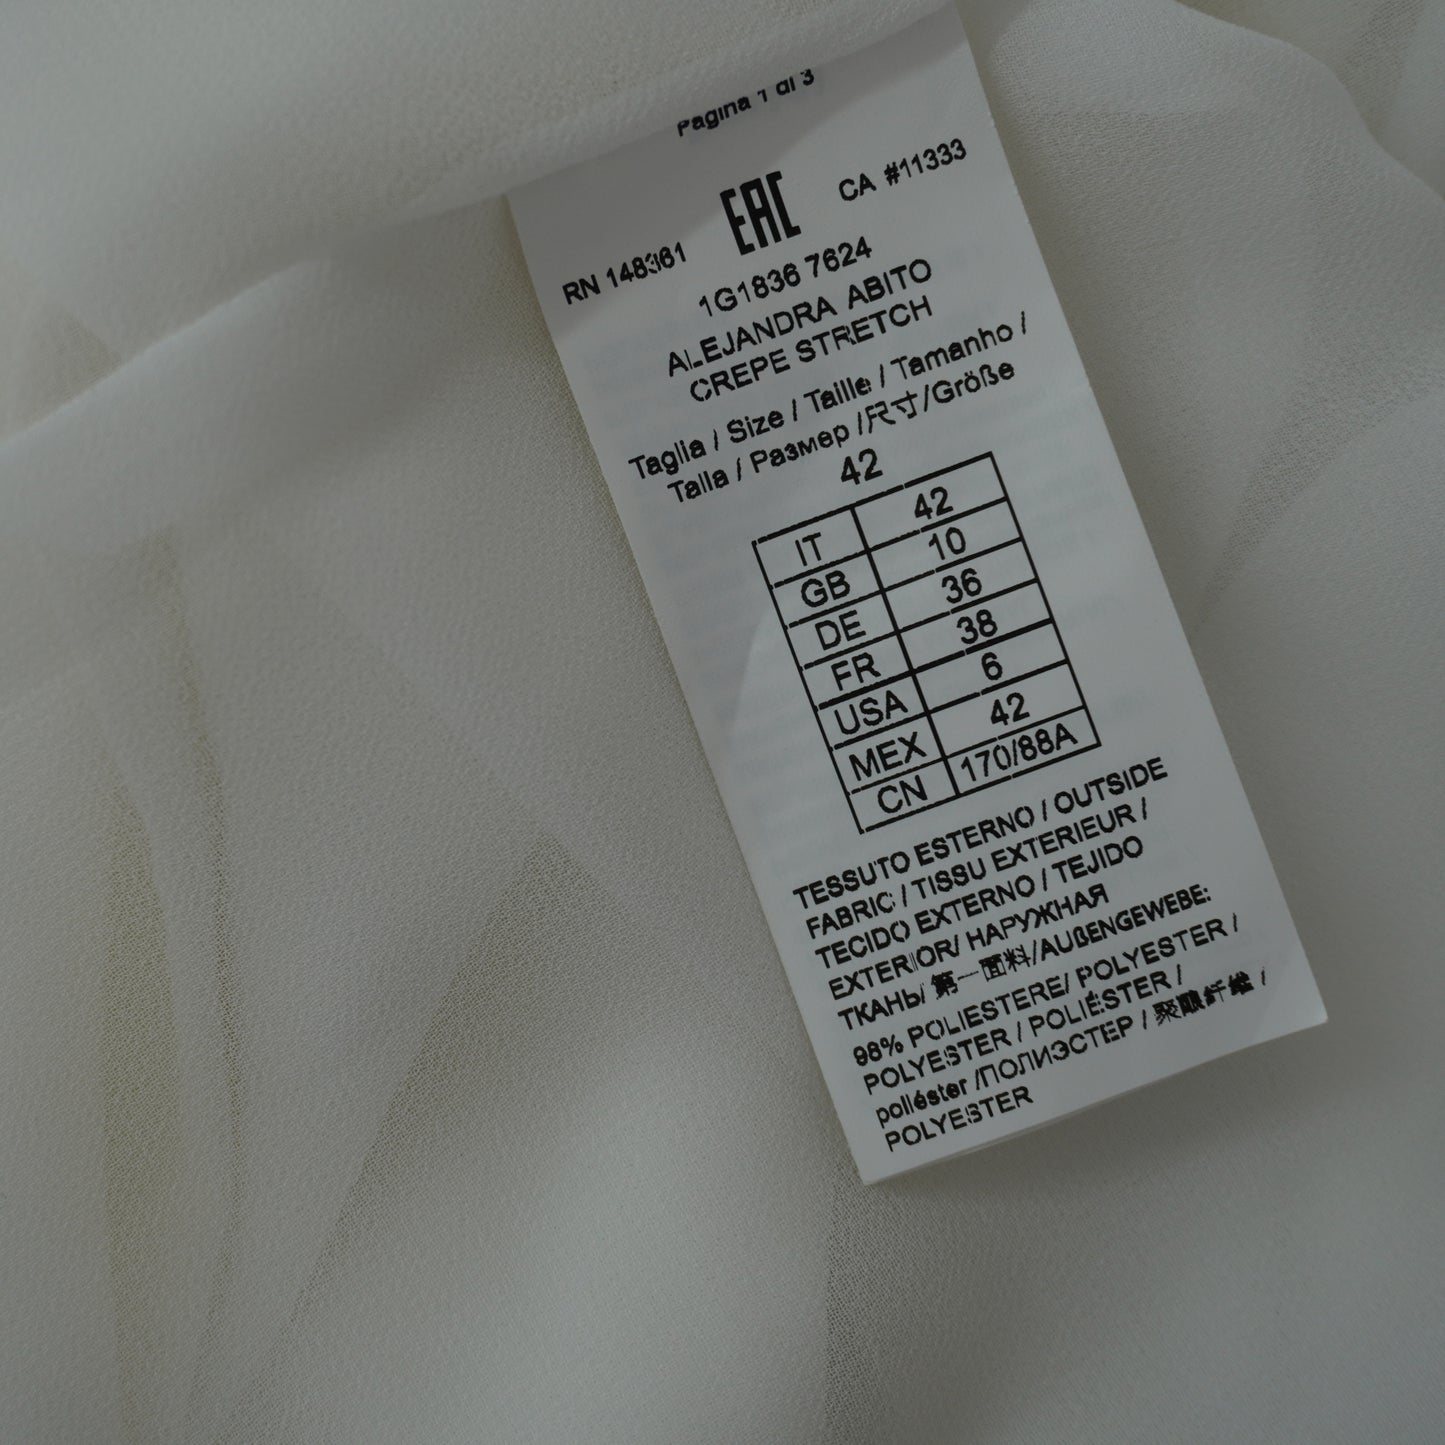 Pagina 1 di 3
CA #11333
EAC
RN 148361
1G1836 7624
ALEJANDRA ABITO
CREPE STRETCH
Taglia / Size / Taille / Tamanho /
Talla / Размер /尺寸/Größe
42
IT 42
GB 10
DE 36
FR 38
USA 6
MEX 42
CN 170/88A
TESSUTO ESTERNO / OUTSIDE
FABRIC / TISSU EXTERIEUR /
TECIDO EXTERNO / TEJIDO
EXTERIOR/ НАРУЖНАЯ
ТКАНЬ/ 第一面料/AUßENGEWEBE:
98% POLIESTERE/ POLYESTER /
POLYESTER / POLIÉSTER /
poliéster /ПОЛИЭСТЕР / 聚酯纤维 /
POLYESTER